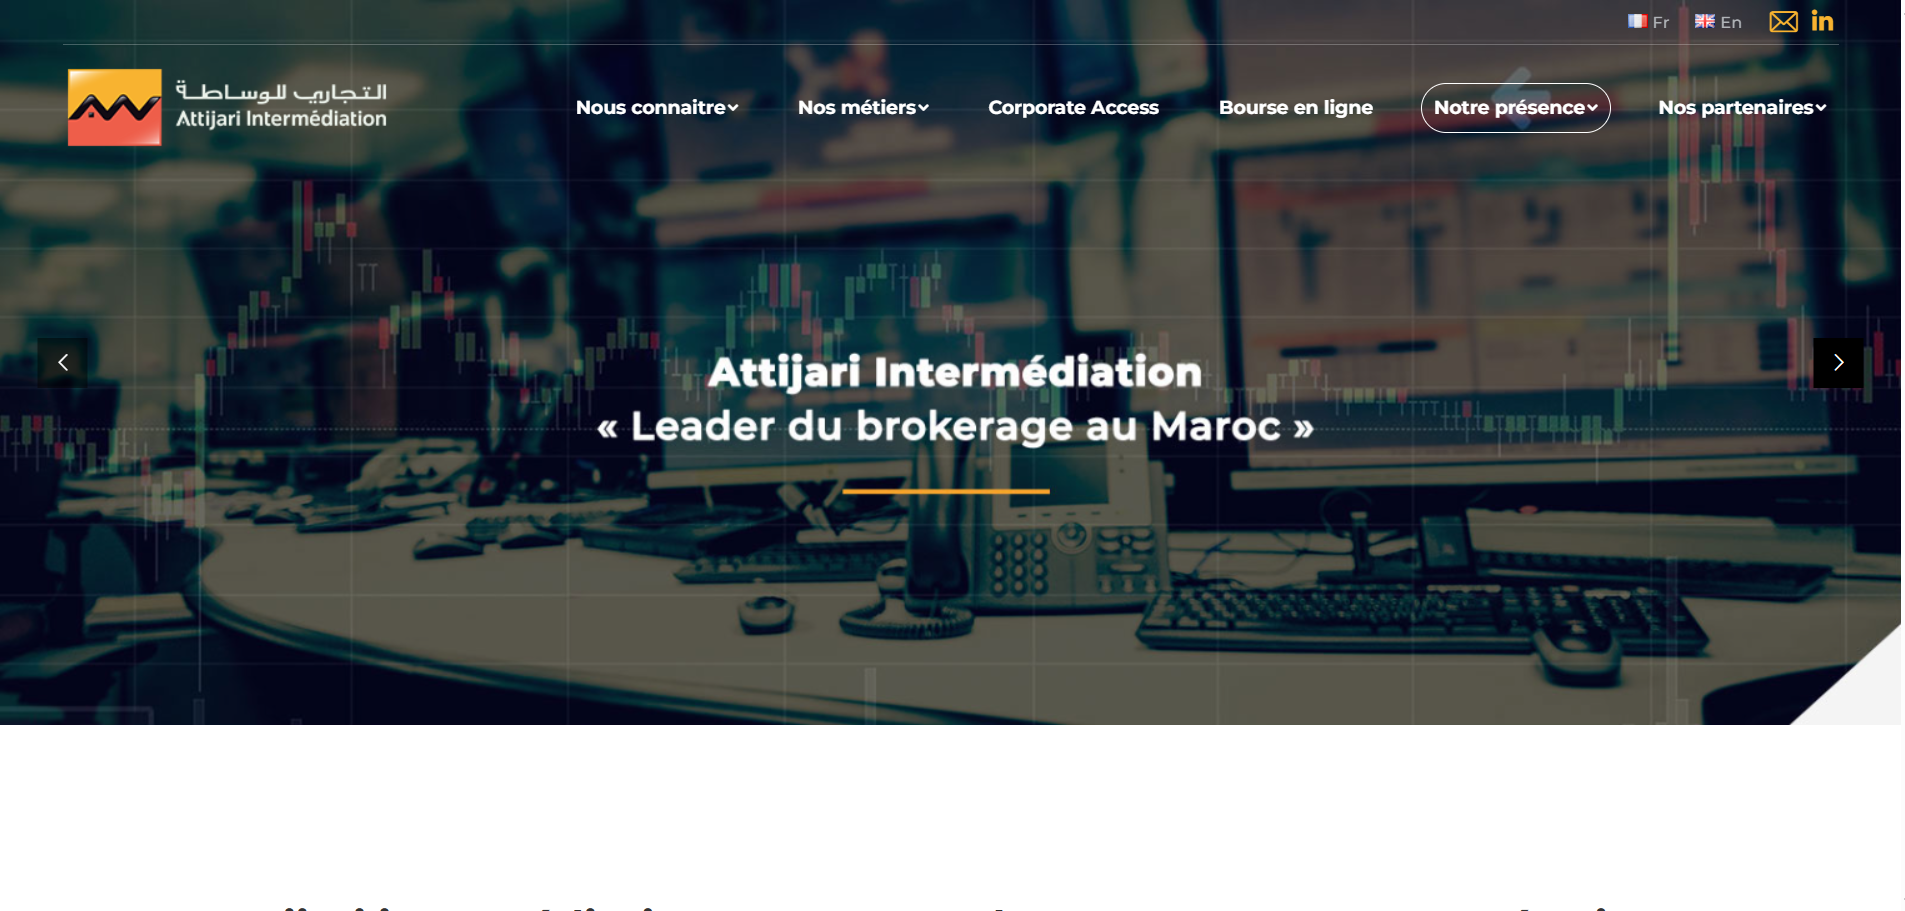 Fr En
التجاري للوساطة
Attijari Intermédiation
Nous connaitre Nos métiers Corporate Access Bourse en ligne Notre présence Nos partenaires
Attijari Intermédiation
« Leader du brokerage au Maroc »